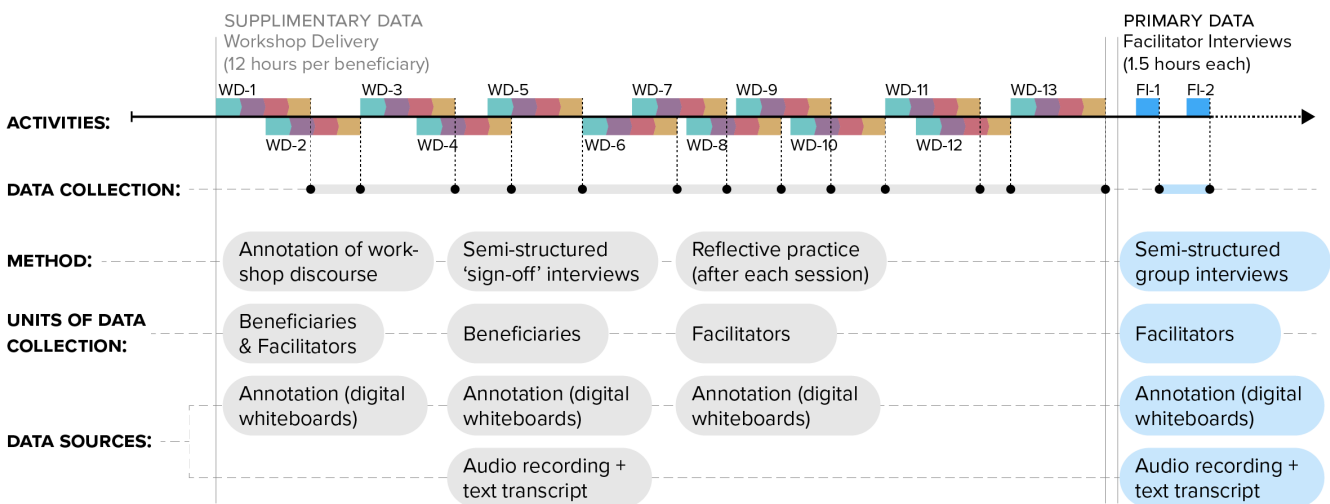 SUPPLIMENTARY DATA
Workshop Delivery
(12 hours per beneficiary)
PRIMARY DATA
Facilitator Interviews
(1.5 hours each)
WD-1
WD-3
WD-5
WD-7
WD-9
WD-11
WD-13
FI-1
FI-2
ACTIVITIES:
WD-2
WD-4
WD-6
WD-8
WD-10
WD-12
DATA COLLECTION:
METHOD:
Annotation of work-
shop discourse
Semi-structured
‘sign-off’ interviews
Reflective practice
(after each session)
Semi-structured
group interviews
UNITS OF DATA
COLLECTION:
Beneficiaries
& Facilitators
Beneficiaries
Facilitators
Facilitators
DATA SOURCES:
Annotation (digital
whiteboards)
Annotation (digital
whiteboards)
Annotation (digital
whiteboards)
Annotation (digital
whiteboards)
Audio recording +
text transcript
Audio recording +
text transcript